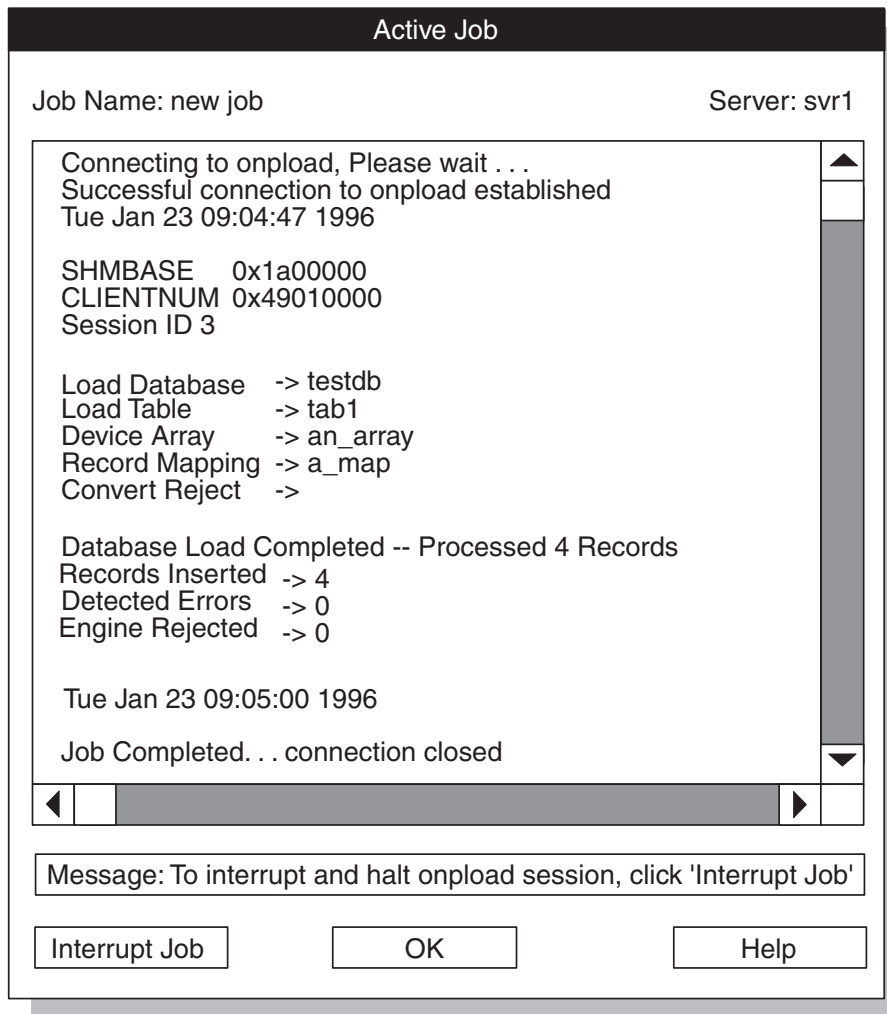 Active Job
Job Name: new job Server: svr1
Connecting to onpload, Please wait . . .
Successful connection to onpload established
Tue Jan 23 09:04:47 1996
SHMBASE 0x1a00000
CLIENTNUM 0x49010000
Session ID 3
Load Database -> testdb
Load Table -> tab1
Device Array -> an_array
Record Mapping -> a_map
Convert Reject ->
Database Load Completed -- Processed 4 Records
Records Inserted -> 4
Detected Errors -> 0
Engine Rejected -> 0
Tue Jan 23 09:05:00 1996
Job Completed. . . connection closed
Message: To interrupt and halt onpload session, click 'Interrupt Job'
Interrupt Job OK Help